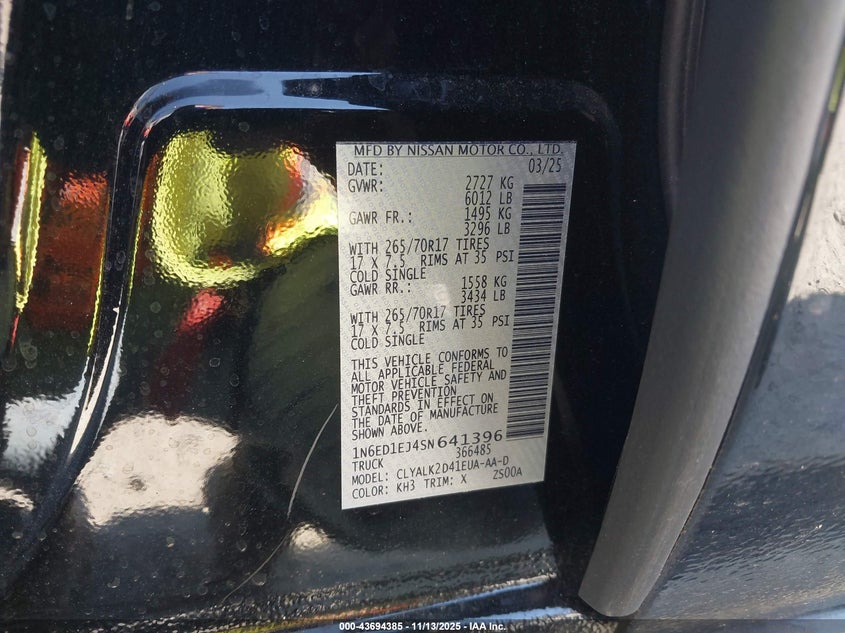 MFD BY NISSAN MOTOR CO., LTD.
DATE: 03/25
GVWR: 2727 KG
6012 LB
GAWR FR.: 1495 KG
3296 LB
WITH 265/70R17 TIRES
17 X 7.5 RIMS AT 35 PSI
COLD SINGLE
GAWR RR.: 1558 KG
3434 LB
WITH 265/70R17 TIRES
17 X 7.5 RIMS AT 35 PSI
COLD SINGLE
THIS VEHICLE CONFORMS TO
ALL APPLICABLE FEDERAL
MOTOR VEHICLE SAFETY AND
THEFT PREVENTION
STANDARDS IN EFFECT ON
THE DATE OF MANUFACTURE
SHOWN ABOVE.
1N6ED1EJ4SN641396
366485
TRUCK
MODEL: CLYALK2D41EUA-AA-D
COLOR: KH3 TRIM: X ZS00A
000-43694385 - 11/13/2025 - IAA Inc.